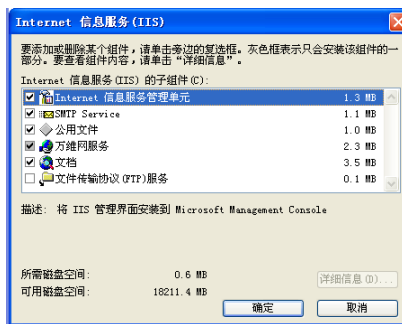 Internet 信息服务(IIS)
要添加或删除某个组件，请单击旁边的复选框。灰色框表示只会安装该组件的一
部分。要查看组件内容，请单击“详细信息”。
Internet 信息服务(IIS) 的子组件(C):
Internet 信息服务管理单元 1.3 MB
SMTP Service 1.1 MB
公用文件 1.0 MB
万维网服务 2.3 MB
文档 3.5 MB
文件传输协议(FTP)服务 0.1 MB
描述: 将 IIS 管理界面安装到 Microsoft Management Console
所需磁盘空间: 0.6 MB
详细信息(D)...
可用磁盘空间: 18211.4 MB
确定 取消